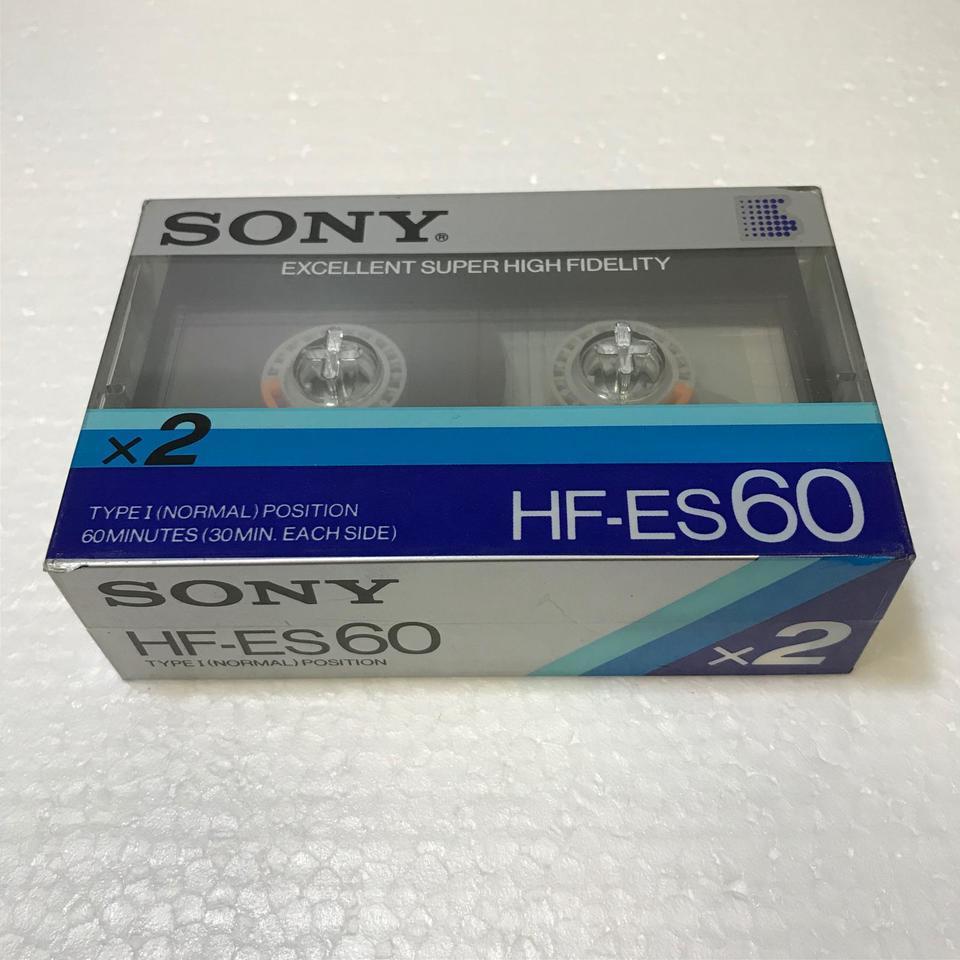 SONY®
EXCELLENT SUPER HIGH FIDELITY
×2
TYPE I (NORMAL) POSITION
60 MINUTES (30 MIN. EACH SIDE)
HF-ES 60
SONY
HF-ES 60
TYPE I (NORMAL) POSITION
×2